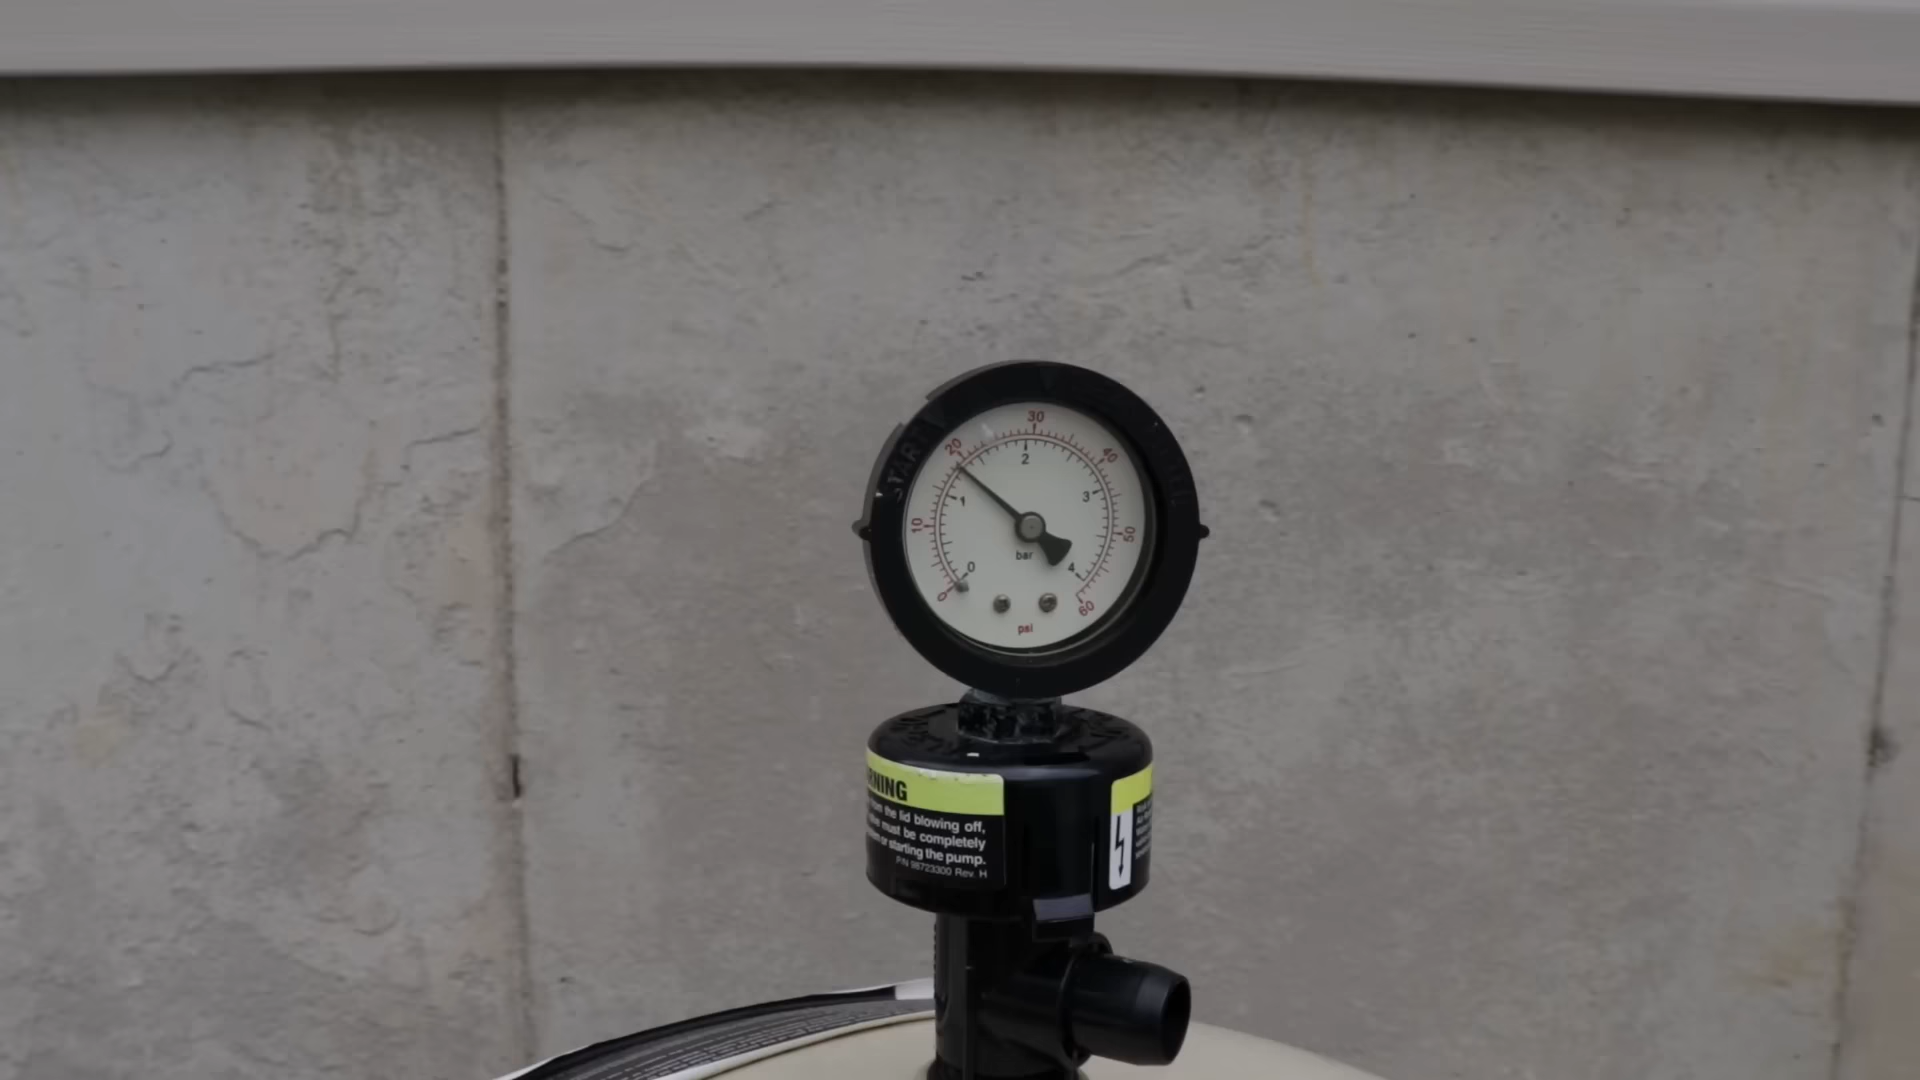 START
30
20
40
2
1
3
10
50
bar
0
4
0
60
psi
RNING
from the lid blowing off,
must be completely
or starting the pump.
P/N 98723300 Rev. H